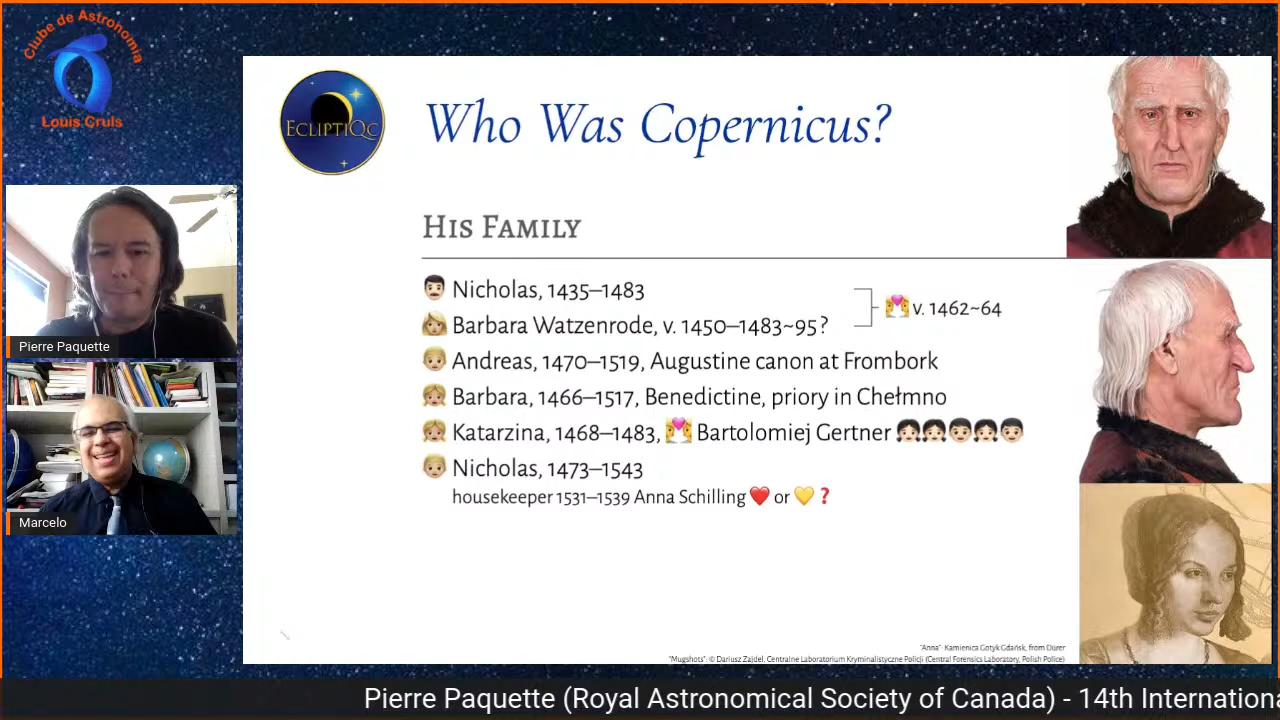 Clube de Astronomia
Louis Cruls
ECLIPTIQC
Who Was Copernicus?
HIS FAMILY
Nicholas, 1435–1483
v. 1462~64
Barbara Watzenrode, v. 1450–1483~95?
Andreas, 1470–1519, Augustine canon at Frombork
Barbara, 1466–1517, Benedictine, priory in Chełmno
Katarzina, 1468–1483, Bartolomiej Gertner
Nicholas, 1473–1543
housekeeper 1531–1539 Anna Schilling ❤️ or 💛 ❓
Pierre Paquette
Marcelo
"Anna": Kamienica Gotyk Gdańsk, from Dürer
"Mugshots": © Dariusz Zajdel, Centralne Laboratorium Kryminalistyczne Policji (Central Forensics Laboratory, Polish Police)
Pierre Paquette (Royal Astronomical Society of Canada) - 14th Internationa